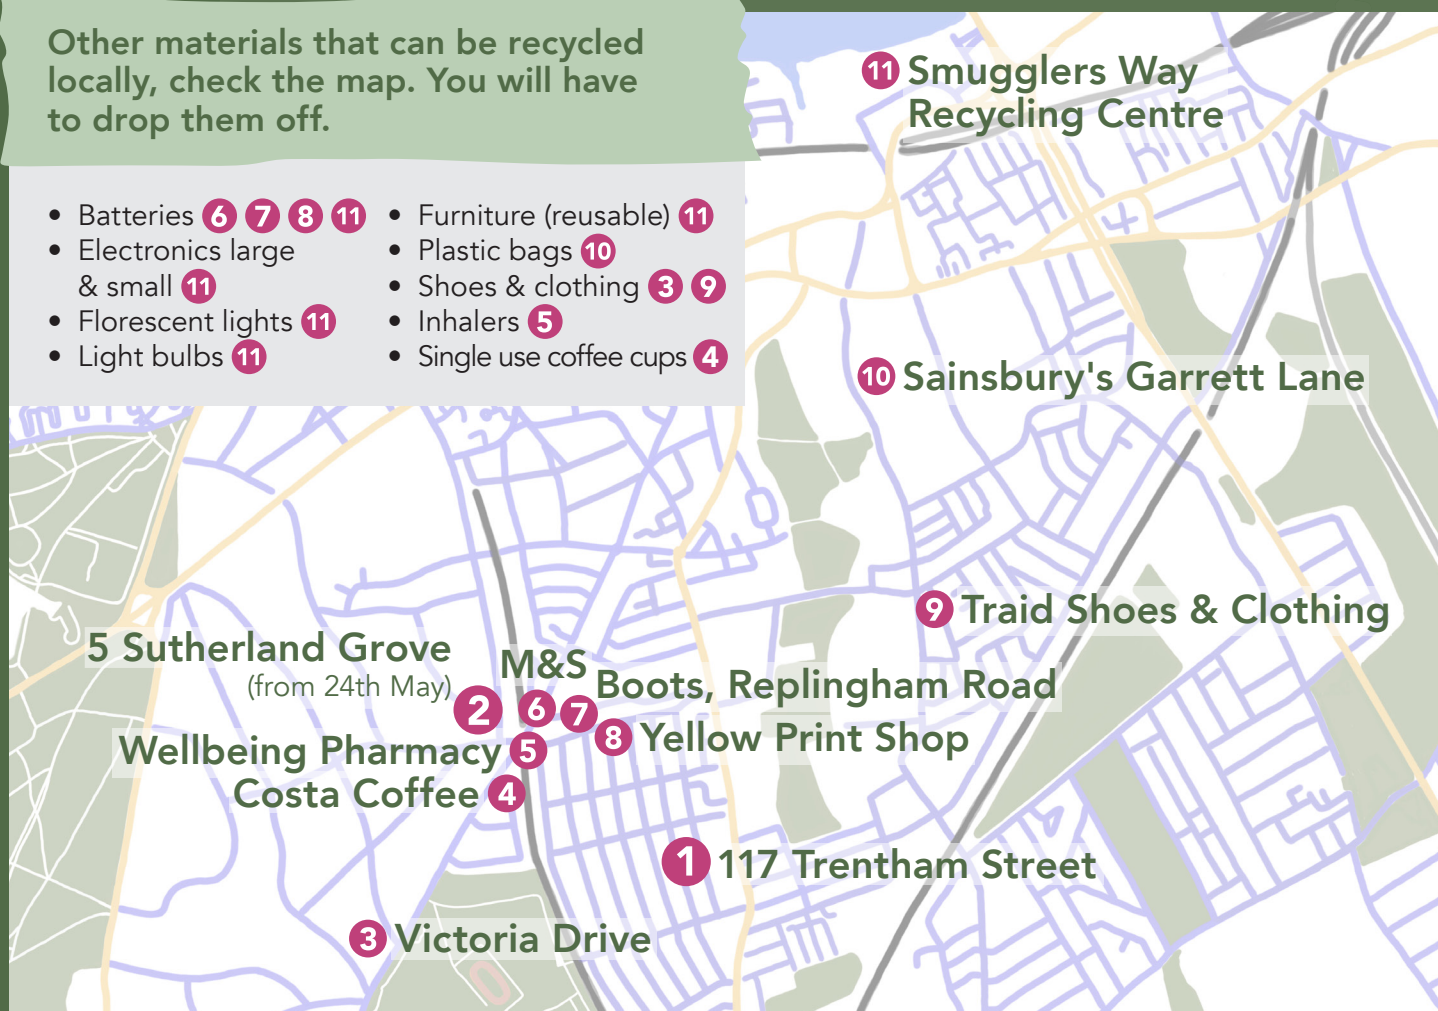 Other materials that can be recycled
locally, check the map. You will have
to drop them off.
• Batteries 6 7 8 11
• Electronics large
& small 11
• Florescent lights 11
• Light bulbs 11
• Furniture (reusable) 11
• Plastic bags 10
• Shoes & clothing 3 9
• Inhalers 5
• Single use coffee cups 4
11 Smugglers Way
Recycling Centre
10 Sainsbury's Garrett Lane
9 Traid Shoes & Clothing
5 Sutherland Grove
(from 24th May)
2
M&S
6
7
Boots, Replingham Road
8 Yellow Print Shop
Wellbeing Pharmacy 5
Costa Coffee 4
1 117 Trentham Street
3 Victoria Drive